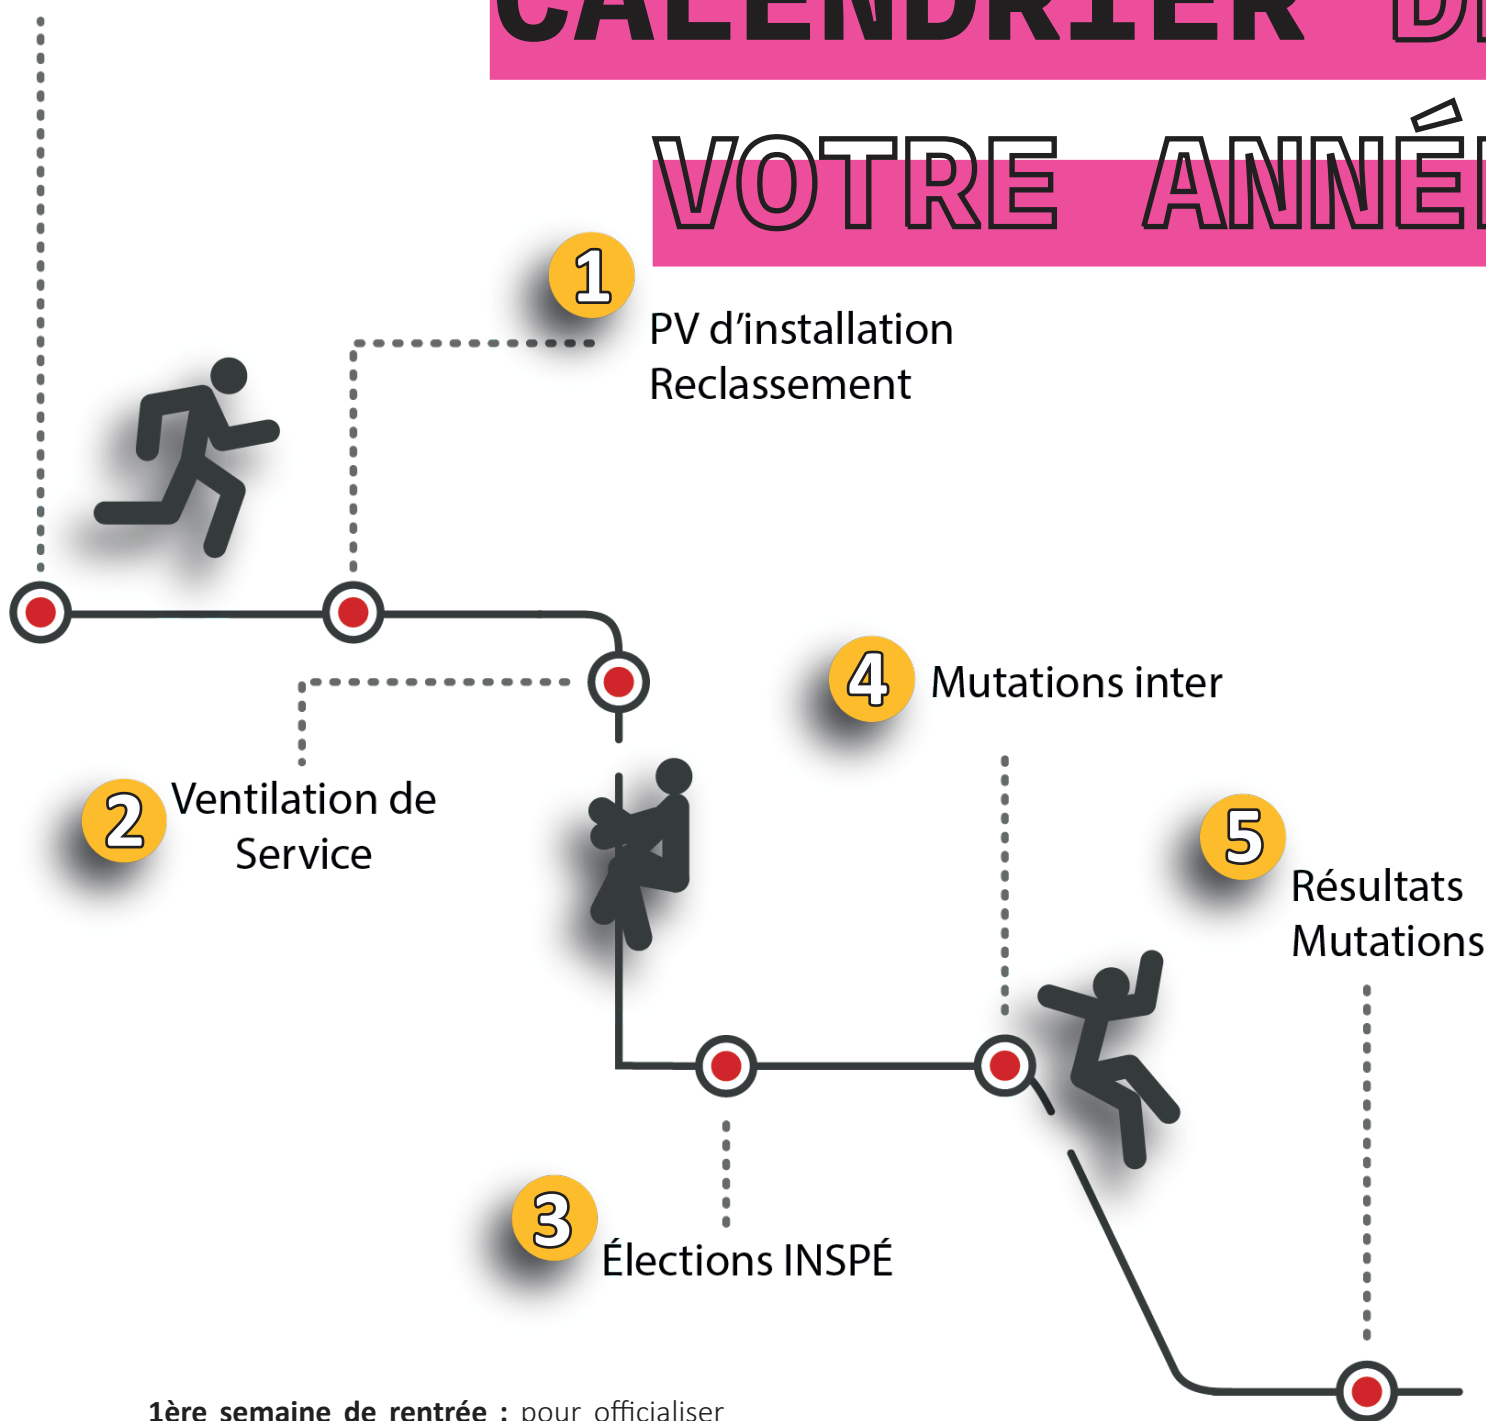 CALENDRIER
VOTRE
1
PV d’installation
Reclassement
4
Mutations inter
2
Ventilation de
Service
5
Résultats
Mutations
3
Élections INSPÉ
1ère semaine de rentrée : pour officialiser